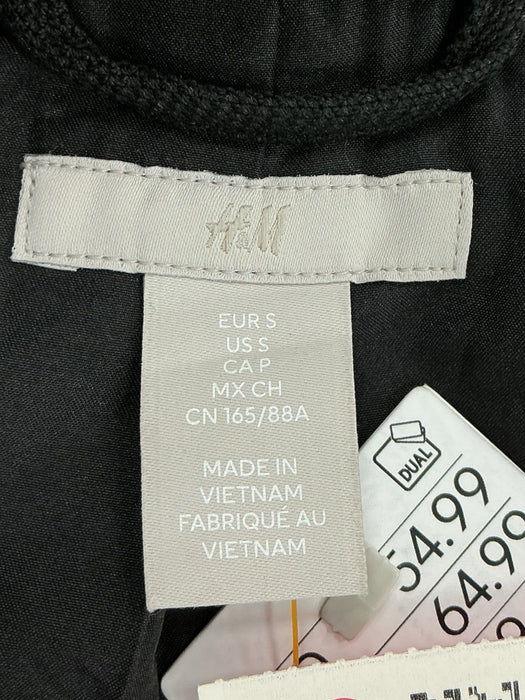 H&M
EUR S
US S
CA P
MX CH
CN 165/88A
MADE IN
VIETNAM
FABRIQUÉ AU
VIETNAM
DUAL
54.99
64.99